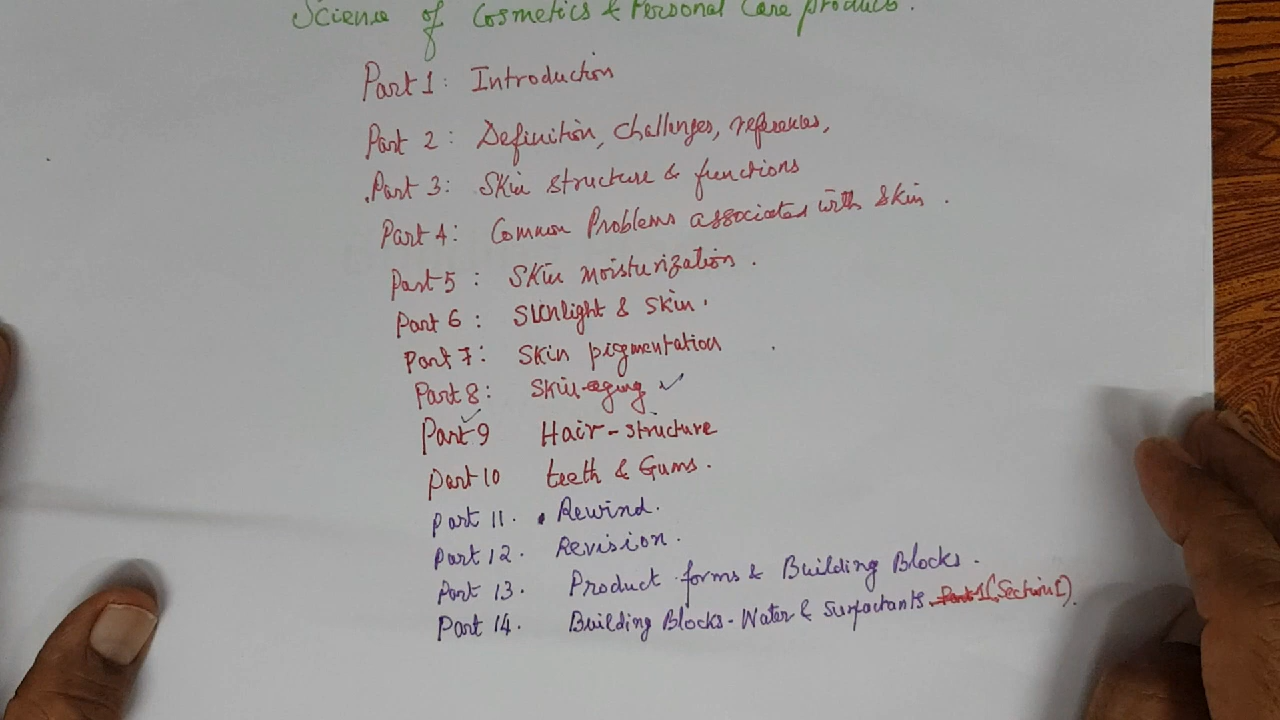 Science of Cosmetics & Personal Care products.
Part 1: Introduction
Part 2: Definition, challenges, references,
Part 3: Skin structure & functions
Part 4: Common Problems associated with Skin.
Part 5: Skin moisturization.
Part 6: Sunlight & Skin.
Part 7: Skin pigmentation
Part 8: Skin-aging ✓
Part 9 Hair-structure
Part 10 teeth & Gums.
Part 11. Rewind.
Part 12. Revision.
Part 13. Product forms & Building Blocks.
Part 14. Building Blocks - Water & Surfactants (Section I).